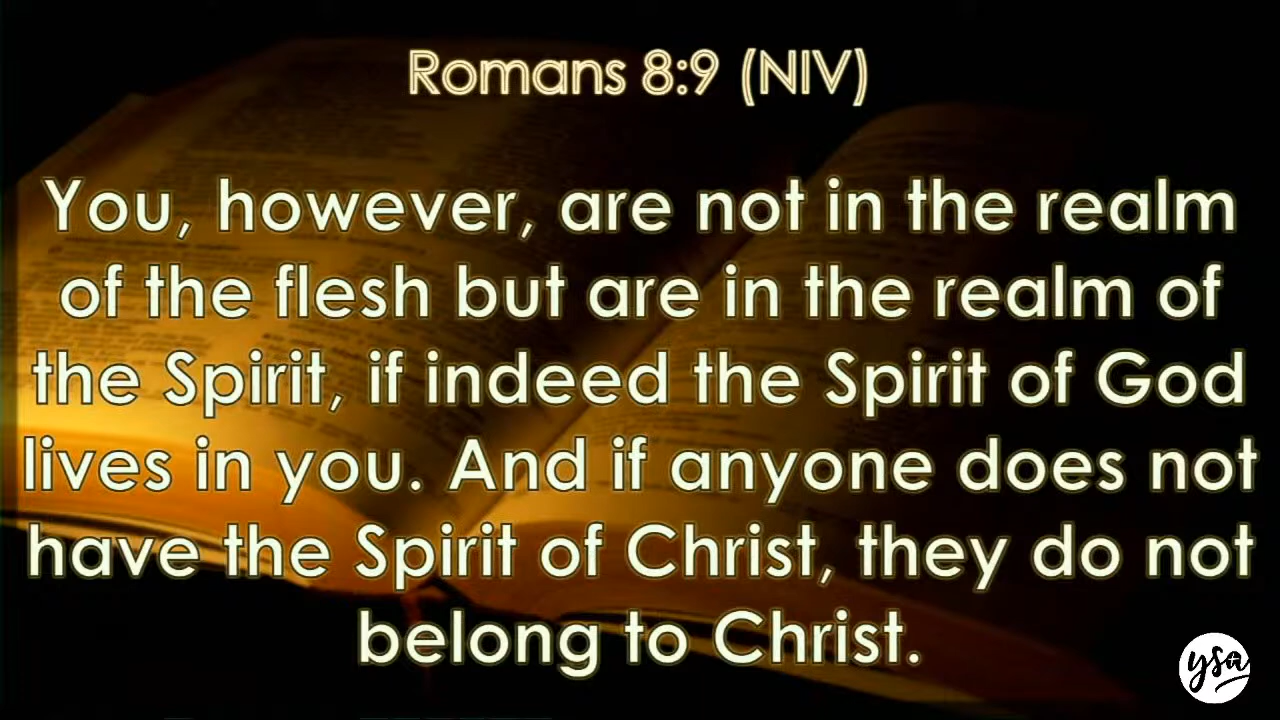 Romans 8:9 (NIV)
You, however, are not in the realm
of the flesh but are in the realm of
the Spirit, if indeed the Spirit of God
lives in you. And if anyone does not
have the Spirit of Christ, they do not
belong to Christ.
ysa